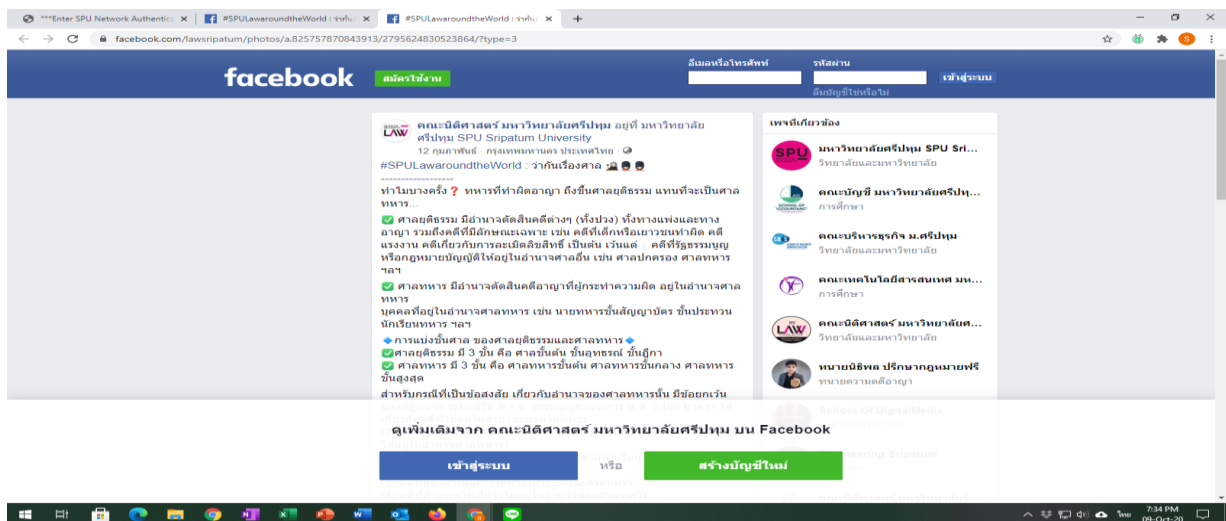 ***Enter SPU Network Authentic
#SPULawaroundtheWorld : ว่ากัน
#SPULawaroundtheWorld : ว่ากัน
facebook.com/lawsripatum/photos/a.825757870843913/2795624830523864/?type=3
S
facebook
สมัครใช้งาน
อีเมลหรือโทรศัพท์
รหัสผ่าน
เข้าสู่ระบบ
ลืมบัญชีใช่หรือไม่
LAW
คณะนิติศาสตร์ มหาวิทยาลัยศรีปทุม อยู่ที่ มหาวิทยาลัย
ศรีปทุม SPU Sripatum University
12 กุมภาพันธ์ · กรุงเทพมหานคร ประเทศไทย ·
#SPULawaroundtheWorld : ว่ากันเรื่องศาล
-----------------
ทำไมบางครั้ง ❓ ทหารที่ทำผิดอาญา ถึงขึ้นศาลยุติธรรม แทนที่จะเป็นศาล
ทหาร...
✅ ศาลยุติธรรม มีอำนาจตัดสินคดีต่างๆ (ทั้งปวง) ทั้งทางแพ่งและทาง
อาญา รวมถึงคดีที่มีลักษณะเฉพาะ เช่น คดีที่เด็กหรือเยาวชนทำผิด คดี
แรงงาน คดีเกี่ยวกับการละเมิดลิขสิทธิ์ เป็นต้น เว้นแต่ คดีที่รัฐธรรมนูญ
หรือกฎหมายบัญญัติให้อยู่ในอำนาจศาลอื่น เช่น ศาลปกครอง ศาลทหาร
ฯลฯ
✅ ศาลทหาร มีอำนาจตัดสินคดีอาญาที่ผู้กระทำความผิด อยู่ในอำนาจศาล
ทหาร
บุคคลที่อยู่ในอำนาจศาลทหาร เช่น นายทหารชั้นสัญญาบัตร ชั้นประทวน
นักเรียนทหาร ฯลฯ
🔹การแบ่งชั้นศาล ของศาลยุติธรรมและศาลทหาร🔹
✅ศาลยุติธรรม มี 3 ชั้น คือ ศาลชั้นต้น ชั้นอุทธรณ์ ชั้นฎีกา
✅ ศาลทหาร มี 3 ชั้น คือ ศาลทหารชั้นต้น ศาลทหารชั้นกลาง ศาลทหาร
ชั้นสูงสุด
สำหรับกรณีที่เป็นข้อสงสัย เกี่ยวกับอำนาจของศาลทหารนั้น มีข้อยกเว้น
เพจที่เกี่ยวข้อง
SPU
มหาวิทยาลัยศรีปทุม SPU Sri...
วิทยาลัยและมหาวิทยาลัย
คณะบัญชี มหาวิทยาลัยศรีปทุ...
การศึกษา
คณะบริหารธุรกิจ ม.ศรีปทุม
วิทยาลัยและมหาวิทยาลัย
คณะเทคโนโลยีสารสนเทศ มห...
การศึกษา
LAW
คณะนิติศาสตร์ มหาวิทยาลัยศ...
วิทยาลัยและมหาวิทยาลัย
ทนายนิธิพล ปรึกษากฎหมายฟรี
ทนายความคดีอาญา
School Of DigitalMedia
ดูเพิ่มเติมจาก คณะนิติศาสตร์ มหาวิทยาลัยศรีปทุม บน Facebook
เข้าสู่ระบบ
หรือ
สร้างบัญชีใหม่
ไทย
7:34 PM
09-Oct-20